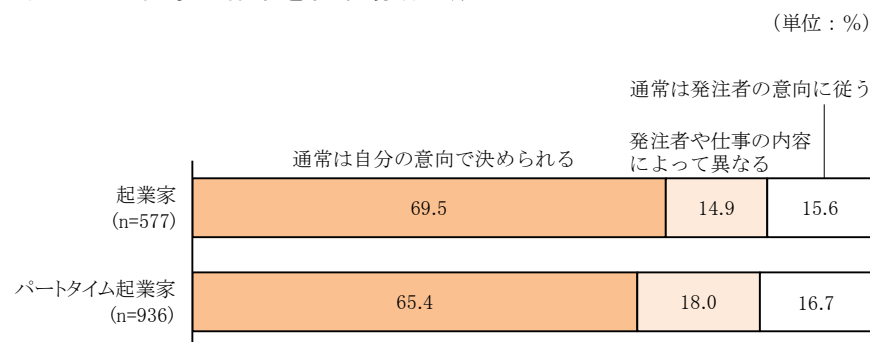 (単位：%)
通常は発注者の意向に従う
発注者や仕事の内容
によって異なる
通常は自分の意向で決められる
起業家
(n=577)
69.5
14.9
15.6
パートタイム起業家
(n=936)
65.4
18.0
16.7